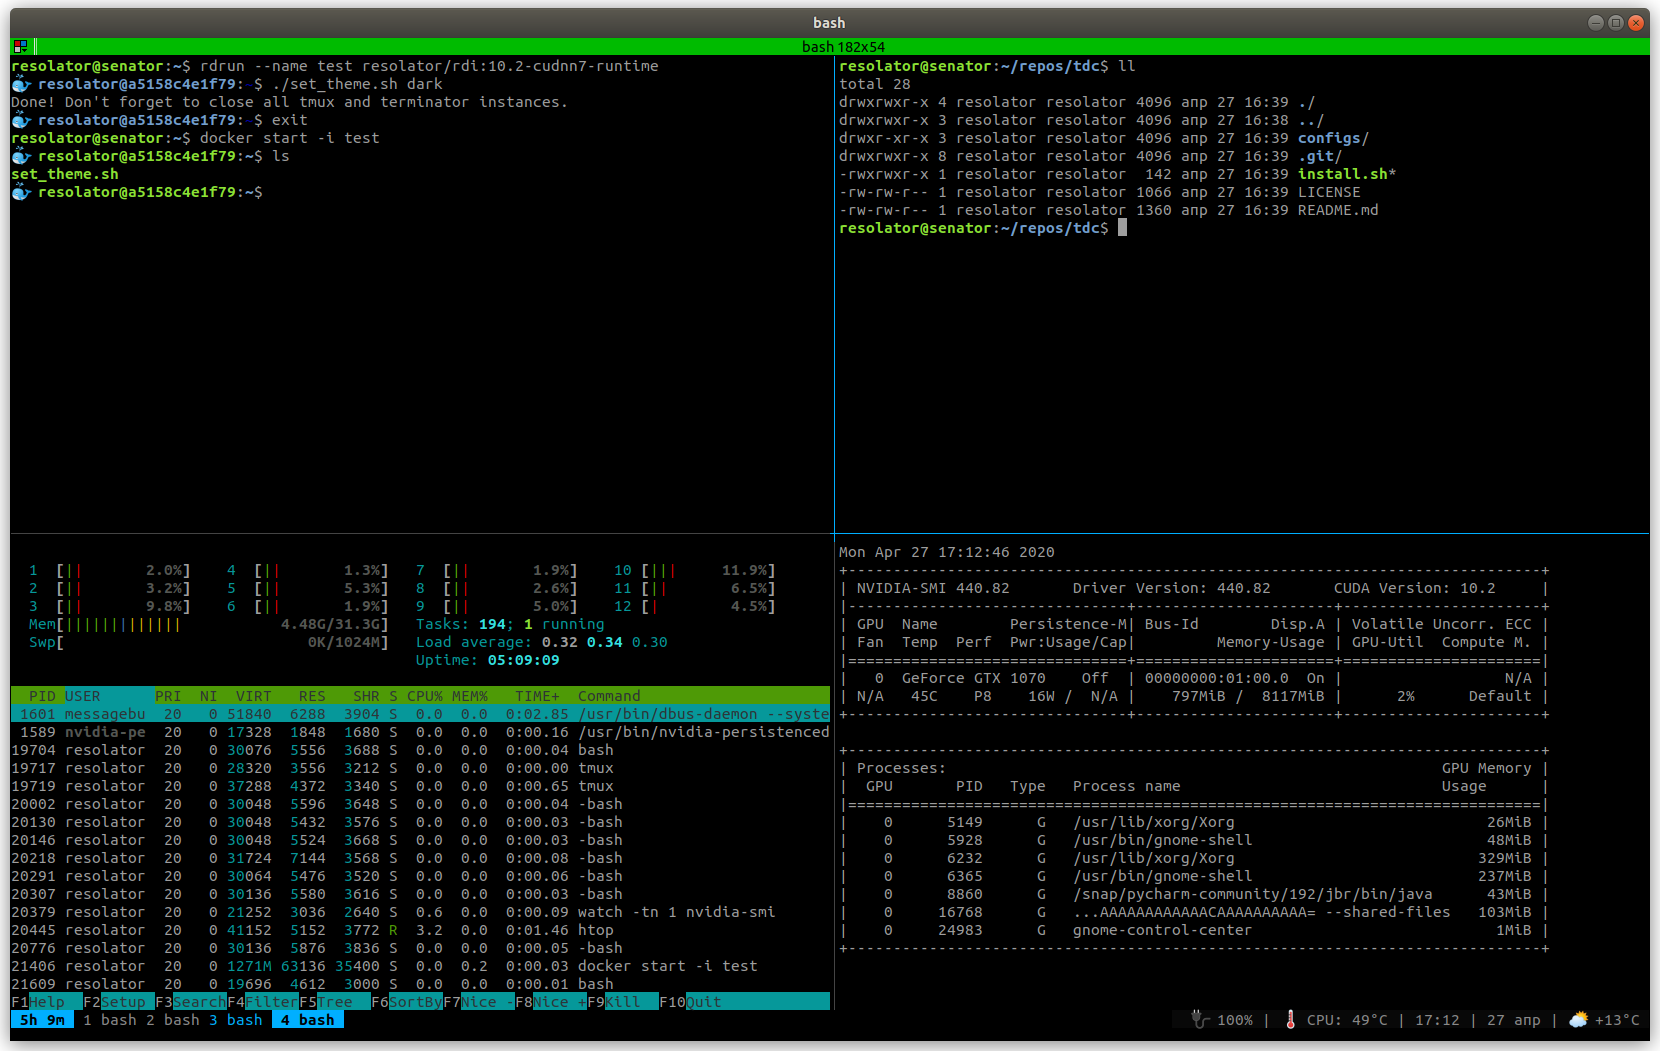 bash
bash 182x54
resolator@senator:~$ rdrun --name test resolator/rdi:10.2-cudnn7-runtime
resolator@a5158c4e1f79:~$ ./set_theme.sh dark
Done! Don't forget to close all tmux and terminator instances.
resolator@a5158c4e1f79:~$ exit
resolator@senator:~$ docker start -i test
resolator@a5158c4e1f79:~$ ls
set_theme.sh
resolator@a5158c4e1f79:~$
resolator@senator:~/repos/tdc$ ll
total 28
drwxrwxr-x 4 resolator resolator 4096 апр 27 16:39 ./
drwxrwxr-x 3 resolator resolator 4096 апр 27 16:38 ../
drwxr-xr-x 3 resolator resolator 4096 апр 27 16:39 configs/
drwxrwxr-x 8 resolator resolator 4096 апр 27 16:39 .git/
-rwxrwxr-x 1 resolator resolator  142 апр 27 16:39 install.sh*
-rw-rw-r-- 1 resolator resolator 1066 апр 27 16:39 LICENSE
-rw-rw-r-- 1 resolator resolator 1360 апр 27 16:39 README.md
resolator@senator:~/repos/tdc$
1 [|| 2.0%] 4 [|| 1.3%] 7 [|| 1.9%] 10 [||| 11.9%]
2 [|| 3.2%] 5 [|| 5.3%] 8 [|| 2.6%] 11 [|| 6.5%]
3 [|| 9.8%] 6 [|| 1.9%] 9 [|| 5.0%] 12 [| 4.5%]
Mem[||||||||||||| 4.48G/31.3G] Tasks: 194; 1 running
Swp[ 0K/1024M] Load average: 0.32 0.34 0.30
Uptime: 05:09:09
PID USER PRI NI VIRT RES SHR S CPU% MEM% TIME+ Command
1601 messagebu 20 0 51840 6288 3904 S 0.0 0.0 0:02.85 /usr/bin/dbus-daemon --syste
1589 nvidia-pe 20 0 17328 1848 1680 S 0.0 0.0 0:00.16 /usr/bin/nvidia-persistenced
19704 resolator 20 0 30076 5556 3688 S 0.0 0.0 0:00.04 bash
19717 resolator 20 0 28320 3556 3212 S 0.0 0.0 0:00.00 tmux
19719 resolator 20 0 37288 4372 3340 S 0.0 0.0 0:00.65 tmux
20002 resolator 20 0 30048 5596 3648 S 0.0 0.0 0:00.04 -bash
20130 resolator 20 0 30048 5432 3576 S 0.0 0.0 0:00.03 -bash
20146 resolator 20 0 30048 5524 3668 S 0.0 0.0 0:00.03 -bash
20218 resolator 20 0 31724 7144 3568 S 0.0 0.0 0:00.08 -bash
20291 resolator 20 0 30064 5476 3520 S 0.0 0.0 0:00.06 -bash
20307 resolator 20 0 30136 5580 3616 S 0.0 0.0 0:00.03 -bash
20379 resolator 20 0 21252 3036 2640 S 0.6 0.0 0:00.09 watch -tn 1 nvidia-smi
20445 resolator 20 0 41152 5152 3772 R 3.2 0.0 0:01.46 htop
20776 resolator 20 0 30136 5876 3836 S 0.0 0.0 0:00.05 -bash
21406 resolator 20 0 1271M 63136 35400 S 0.0 0.2 0:00.03 docker start -i test
21609 resolator 20 0 19696 4612 3000 S 0.0 0.0 0:00.01 bash
F1Help F2Setup F3SearchF4FilterF5Tree F6SortByF7Nice -F8Nice +F9Kill F10Quit
Mon Apr 27 17:12:46 2020
+-----------------------------------------------------------------------------+
| NVIDIA-SMI 440.82       Driver Version: 440.82       CUDA Version: 10.2     |
|-------------------------------+----------------------+----------------------+
| GPU  Name        Persistence-M| Bus-Id        Disp.A | Volatile Uncorr. ECC |
| Fan  Temp  Perf  Pwr:Usage/Cap|         Memory-Usage | GPU-Util  Compute M. |
|===============================+======================+======================|
|   0  GeForce GTX 1070    Off  | 00000000:01:00.0  On |                  N/A |
| N/A   45C    P8    16W /  N/A |    797MiB /  8117MiB |      2%      Default |
+-------------------------------+----------------------+----------------------+
+-----------------------------------------------------------------------------+
| Processes:                                                       GPU Memory |
|  GPU       PID   Type   Process name                             Usage      |
|=============================================================================|
|    0      5149      G   /usr/lib/xorg/Xorg                            26MiB |
|    0      5928      G   /usr/bin/gnome-shell                          48MiB |
|    0      6232      G   /usr/lib/xorg/Xorg                           329MiB |
|    0      6365      G   /usr/bin/gnome-shell                         237MiB |
|    0      8860      G   /snap/pycharm-community/192/jbr/bin/java      43MiB |
|    0     16768      G   ...AAAAAAAAAAAACAAAAAAAAAA= --shared-files   103MiB |
|    0     24983      G   gnome-control-center                           1MiB |
+-----------------------------------------------------------------------------+
5h 9m 1 bash 2 bash 3 bash 4 bash 100% | CPU: 49°C | 17:12 | 27 апр | +13°C